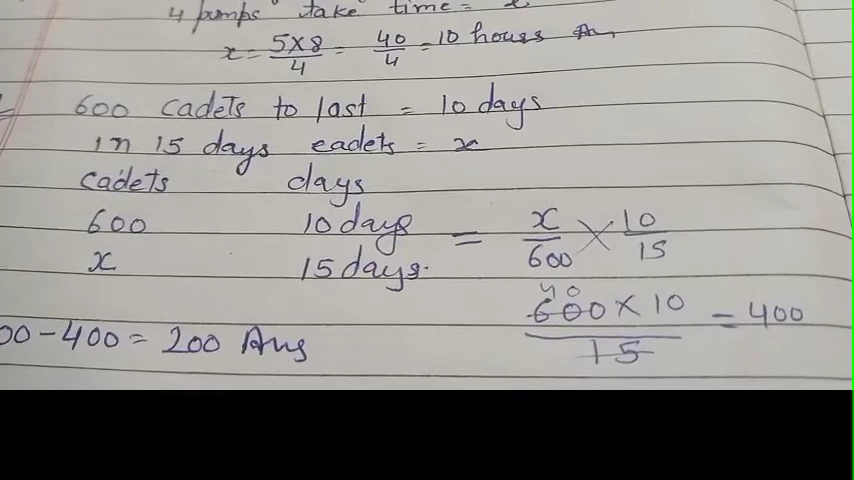 4 pumps take time = x
x = 5×8/4 = 40/4 = 10 hours
600 cadets to last = 10 days
in 15 days eadets = x
cadets days
600 10 days = x/600 × 10/15
x 15 days.
40
600 × 10/15 = 400
00 - 400 = 200 Ans